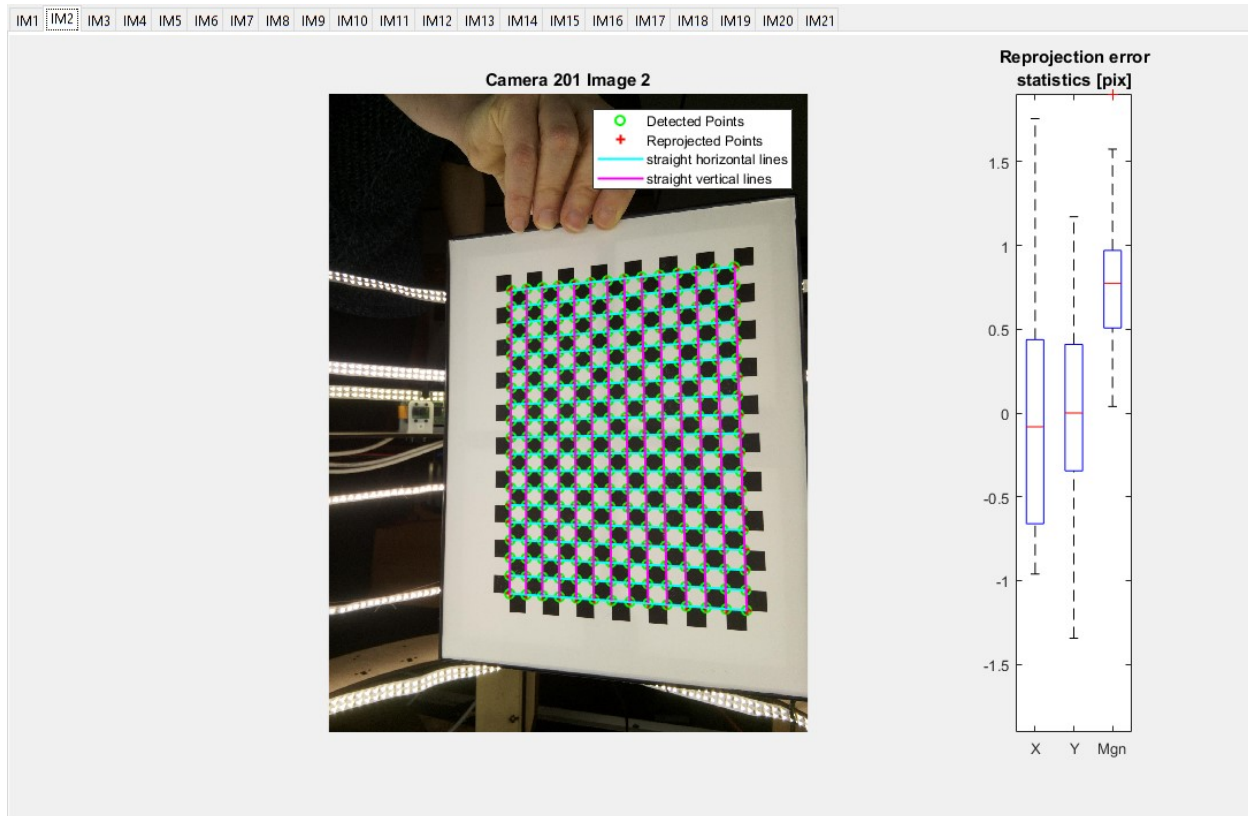 IM1 IM2 IM3 IM4 IM5 IM6 IM7 IM8 IM9 IM10 IM11 IM12 IM13 IM14 IM15 IM16 IM17 IM18 IM19 IM20 IM21
Camera 201 Image 2
Detected Points
Reprojected Points
straight horizontal lines
straight vertical lines
Reprojection error
statistics [pix]
1.5
1
0.5
0
-0.5
-1
-1.5
X Y Mgn